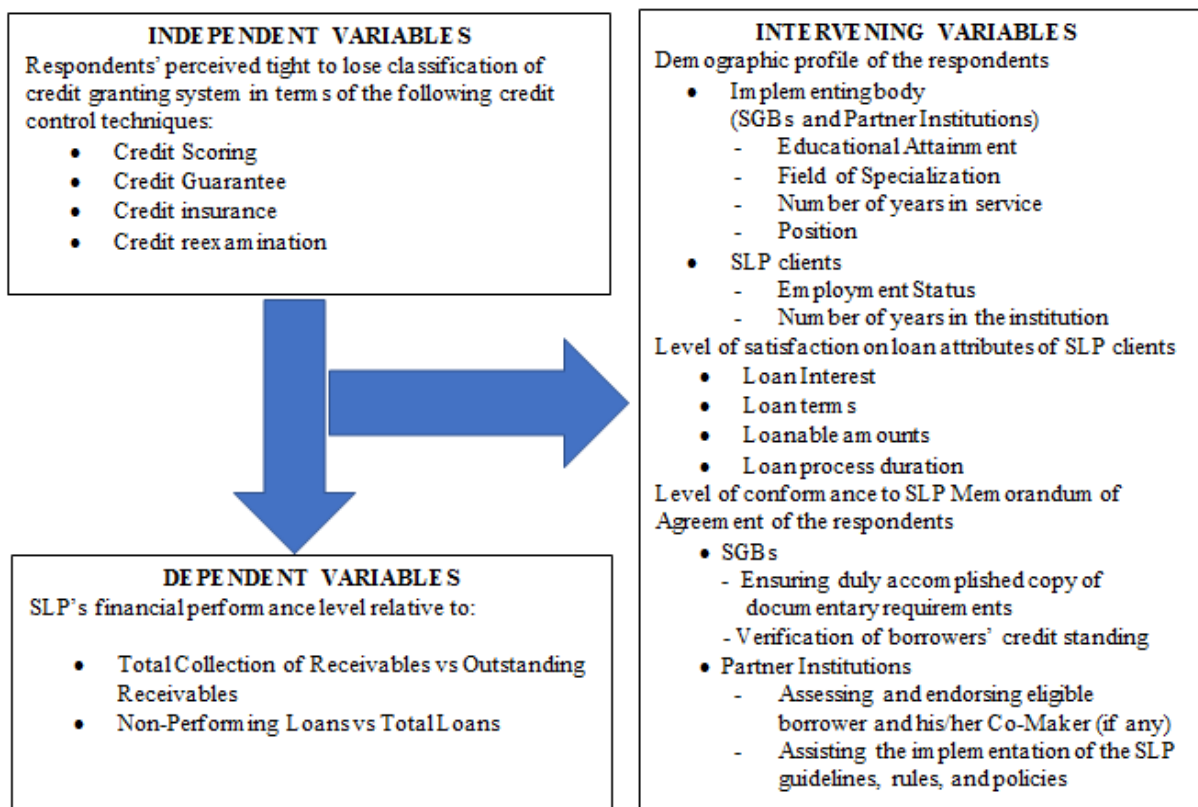 INDEPENDENT VARIABLES
Respondents’ perceived tight to lose classification of
credit granting system in terms of the following credit
control techniques:
• Credit Scoring
• Credit Guarantee
• Credit insurance
• Credit reexamination
DEPENDENT VARIABLES
SLP’s financial performance level relative to:
• Total Collection of Receivables vs Outstanding
Receivables
• Non-Performing Loans vs Total Loans
INTERVENING VARIABLES
Demographic profile of the respondents
• Implementing body
(SGBs and Partner Institutions)
- Educational Attainment
- Field of Specialization
- Number of years in service
- Position
• SLP clients
- Employment Status
- Number of years in the institution
Level of satisfaction on loan attributes of SLP clients
• Loan Interest
• Loan terms
• Loanable amounts
• Loan process duration
Level of conformance to SLP Memorandum of
Agreement of the respondents
• SGBs
- Ensuring duly accomplished copy of
documentary requirements
- Verification of borrowers’ credit standing
• Partner Institutions
- Assessing and endorsing eligible
borrower and his/her Co-Maker (if any)
- Assisting the implementation of the SLP
guidelines, rules, and policies